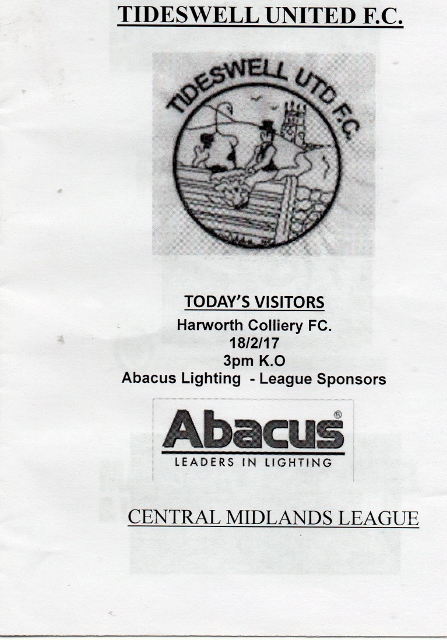 TIDESWELL UNITED F.C.
TIDESWELL UTD F.C.
TODAY'S VISITORS
Harworth Colliery FC.
18/2/17
3pm K.O
Abacus Lighting - League Sponsors
Abacus®
LEADERS IN LIGHTING
CENTRAL MIDLANDS LEAGUE